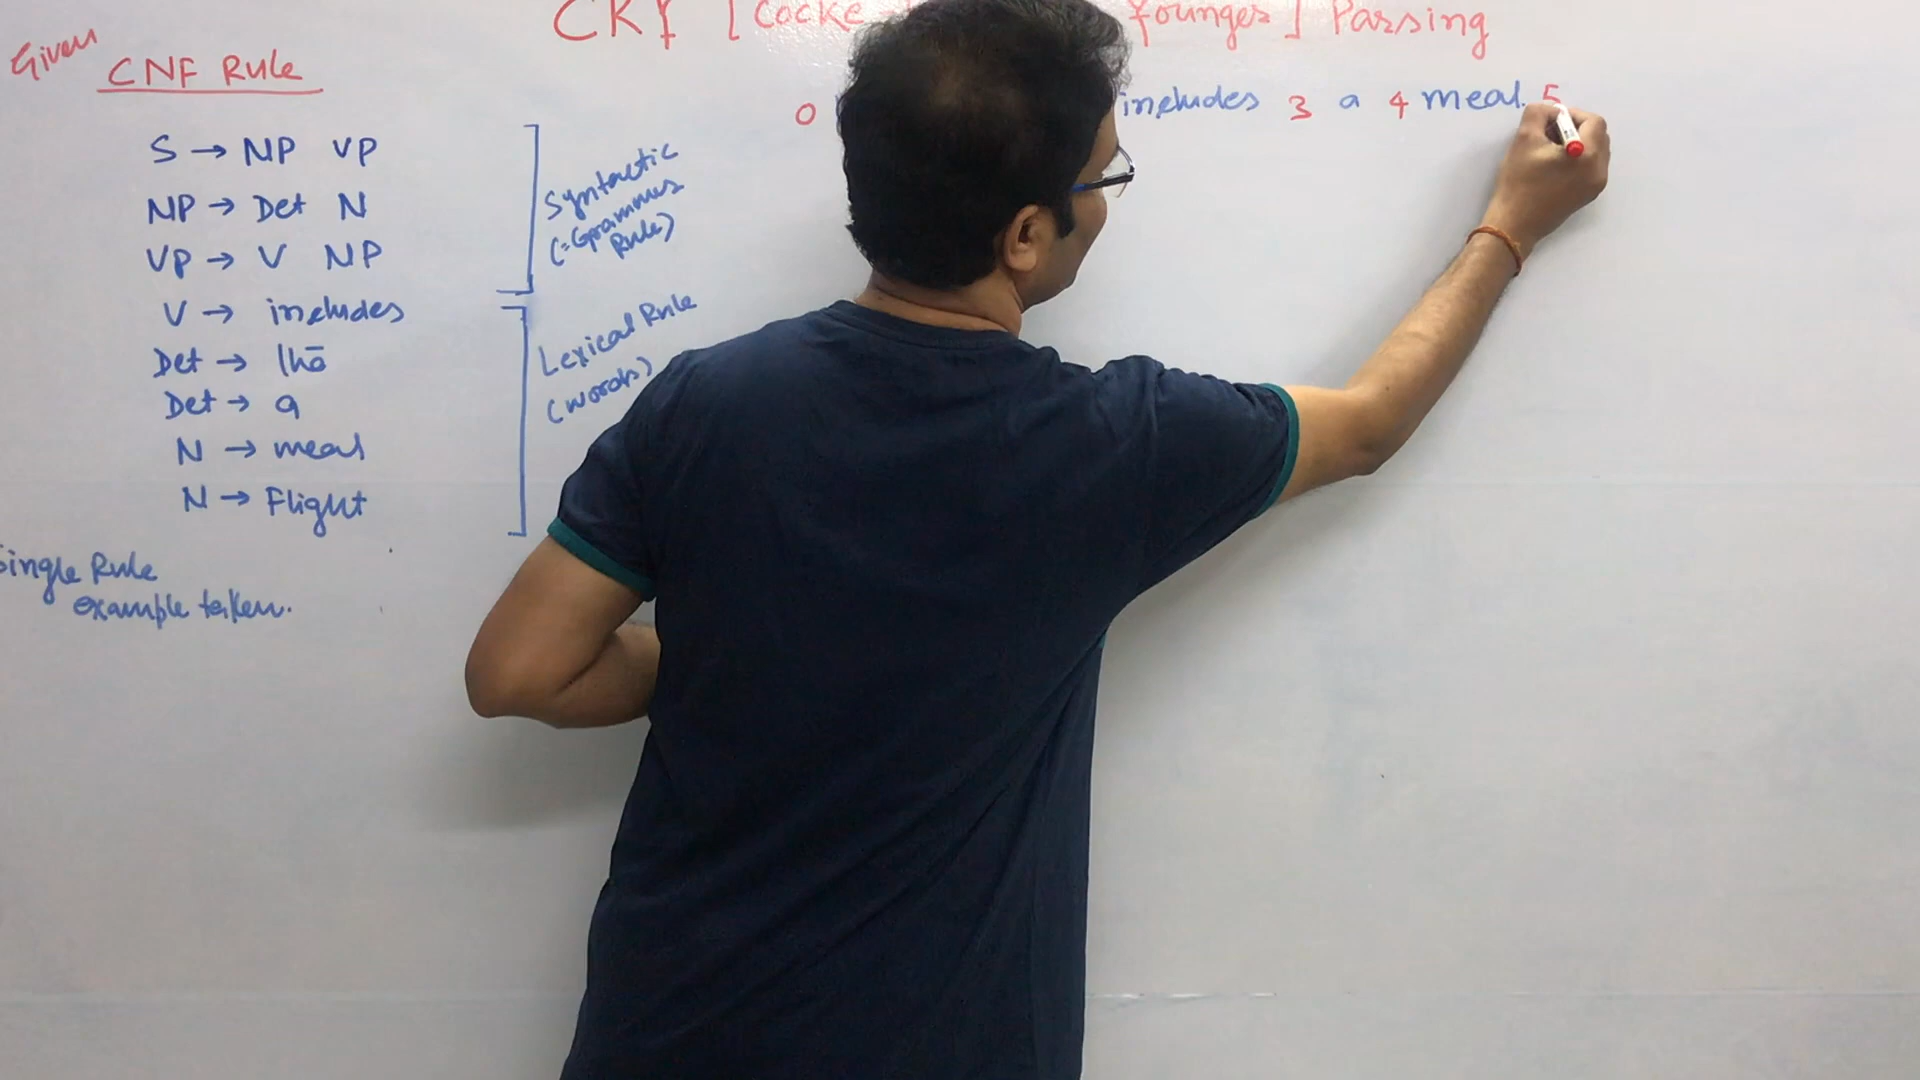 CKY [Cocke Younger] Parsing
Given
CNF Rule
0 includes 3 a 4 meal. 5
S → NP VP
NP → Det N
VP → V NP
V → includes
Det → the
Det → a
N → meal
N → Flight
Syntactic
(=Grammer
Rule)
Lexical Rule
(words)
Single Rule
example taken.